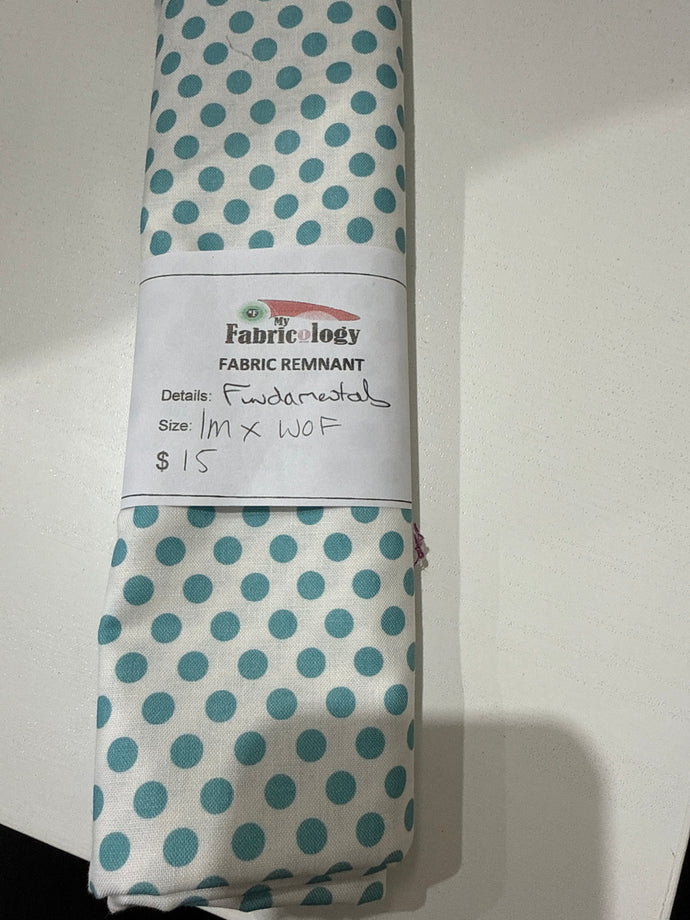 My
Fabricology
FABRIC REMNANT
Details: Fundamentals
Size: 1m x WOF
$ 15